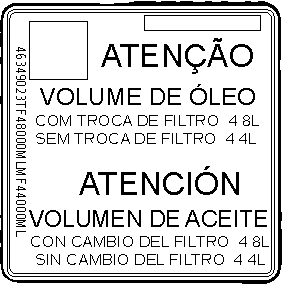 ATENÇÃO
VOLUME DE ÓLEO
COM TROCA DE FILTRO 4 8L
SEM TROCA DE FILTRO 4 4L
ATENCIÓN
VOLUMEN DE ACEITE
CON CAMBIO DEL FILTRO 4 8L
SIN CAMBIO DEL FILTRO 4 4L
46349023TF48000MLMF44000ML